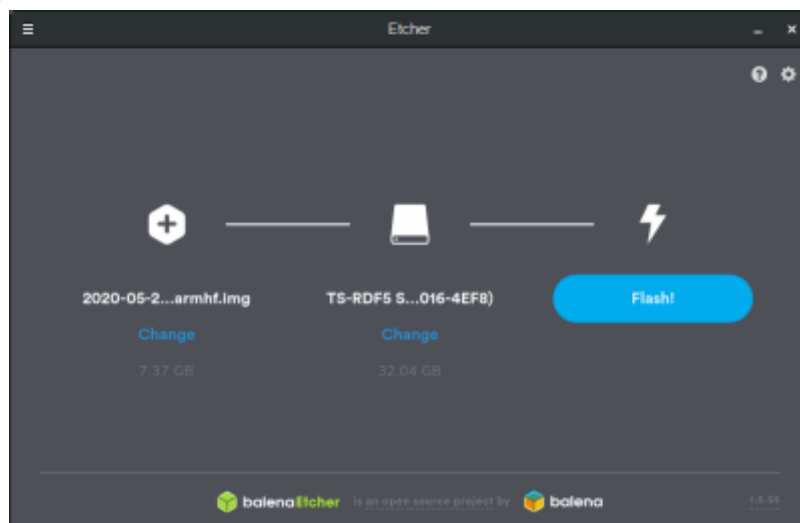 Etcher
2020-05-2...armhf.img
TS-RDF5 S...016-4EF8)
Flash!
Change
Change
7.37 GB
32.04 GB
balenaEtcher is an open source project by balena